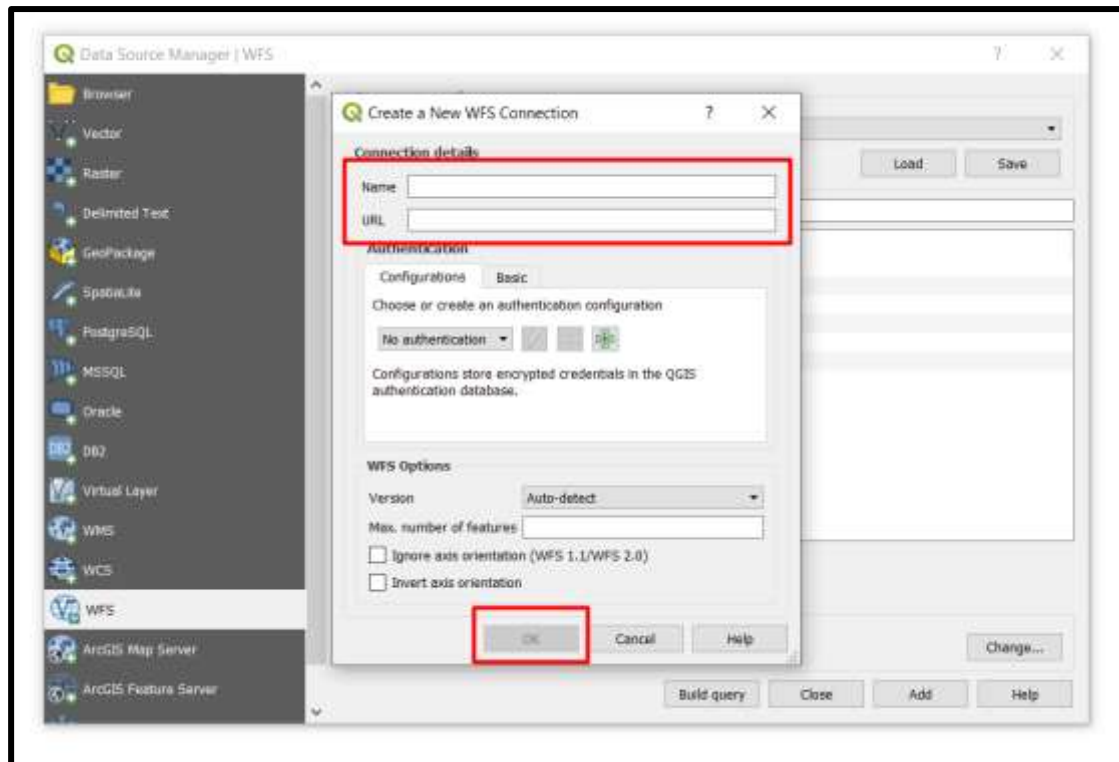 Data Source Manager | WFS
?
Browser
Vector
Raster
Delimited Text
GeoPackage
SpatiaLite
PostgreSQL
MSSQL
Oracle
DB2
DB2
Virtual Layer
WMS
WCS
WFS
ArcGIS Map Server
ArcGIS Feature Server
Create a New WFS Connection
?
Connection details
Name
URL
Authentication
Configurations Basic
Choose or create an authentication configuration
No authentication
Configurations store encrypted credentials in the QGIS
authentication database.
WFS Options
Version Auto-detect
Max. number of features
Ignore axis orientation (WFS 1.1/WFS 2.0)
Invert axis orientation
OK Cancel Help
Load Save
Change...
Build query Close Add Help